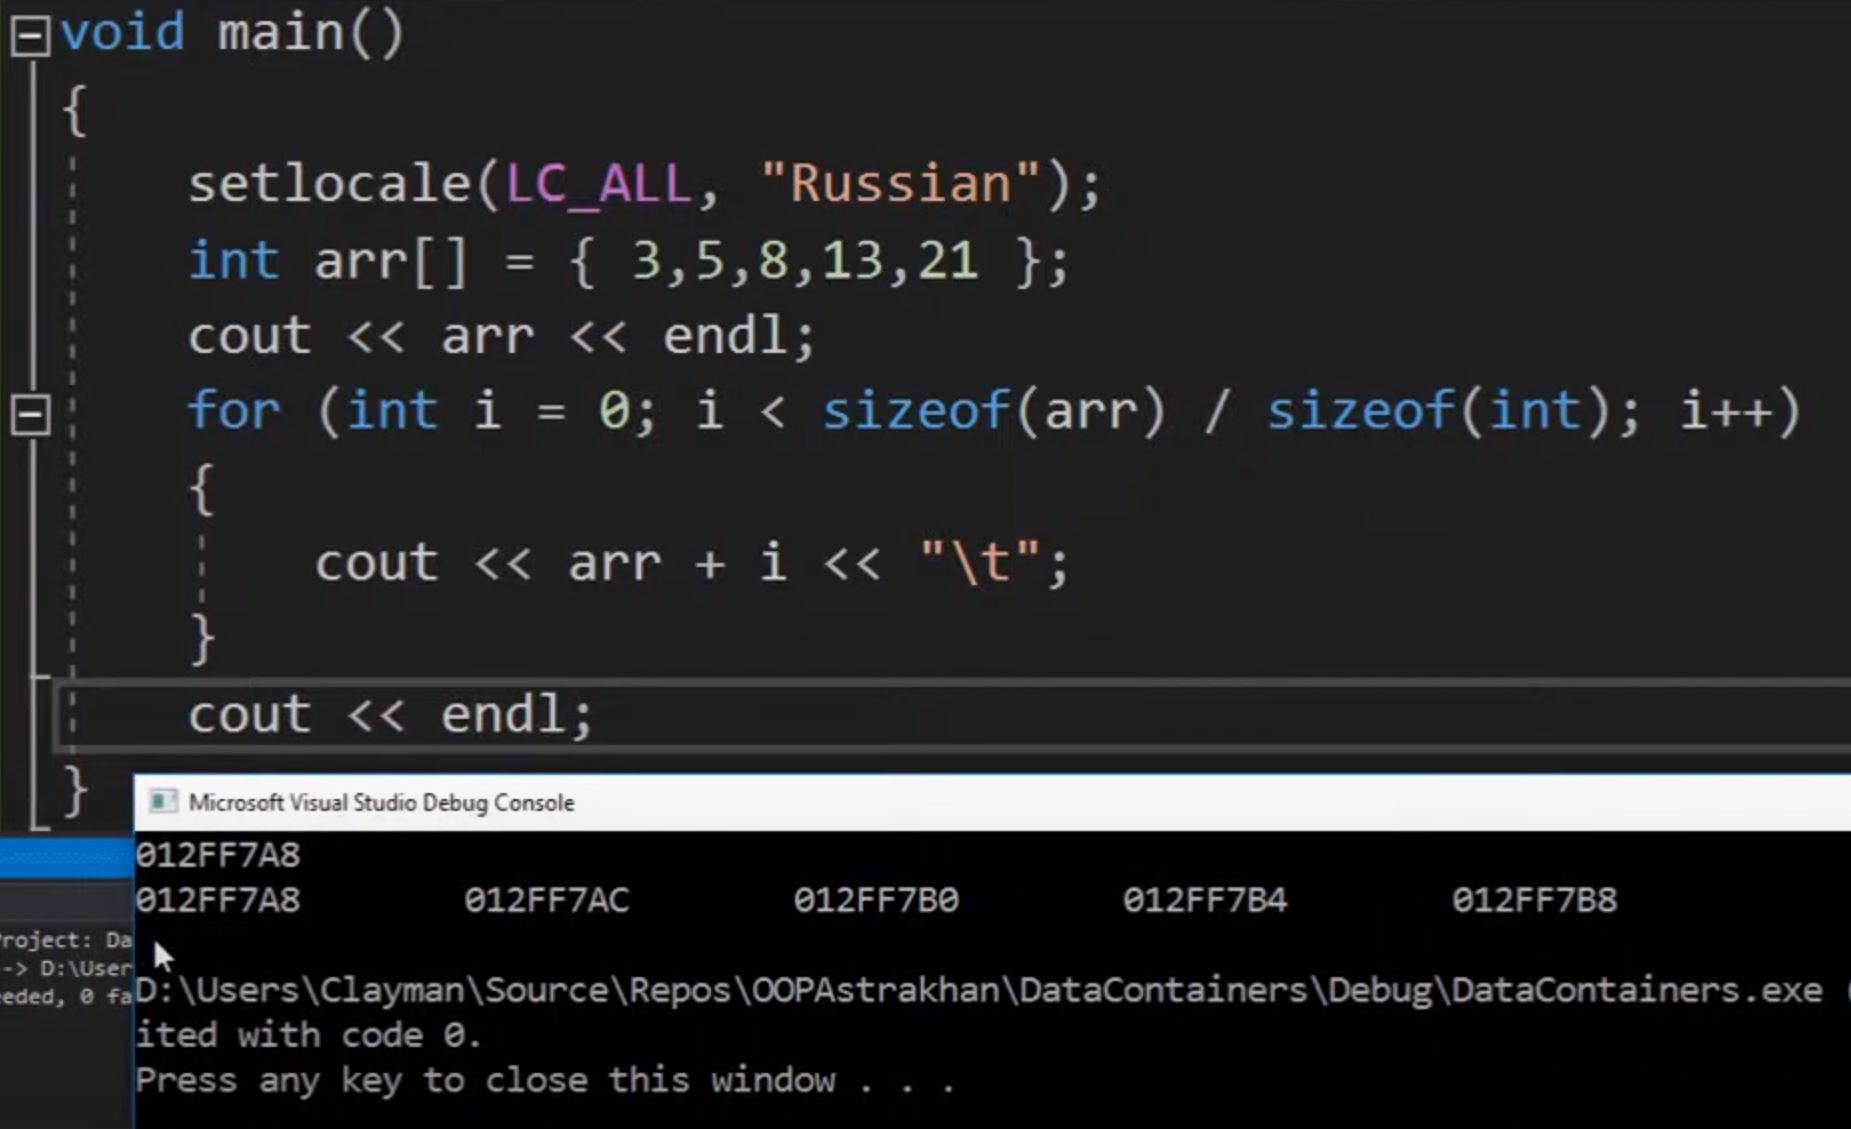 void main()
{
setlocale(LC_ALL, "Russian");
int arr[] = { 3,5,8,13,21 };
cout << arr << endl;
for (int i = 0; i < sizeof(arr) / sizeof(int); i++)
{
cout << arr + i << "\t";
}
cout << endl;
}
Microsoft Visual Studio Debug Console
012FF7A8
012FF7A8 012FF7AC 012FF7B0 012FF7B4 012FF7B8
D:\Users\Clayman\Source\Repos\OOPAstrakhan\DataContainers\Debug\DataContainers.exe (
ited with code 0.
Press any key to close this window . . .
roject: Da
-> D:\User
eded, 0 fa